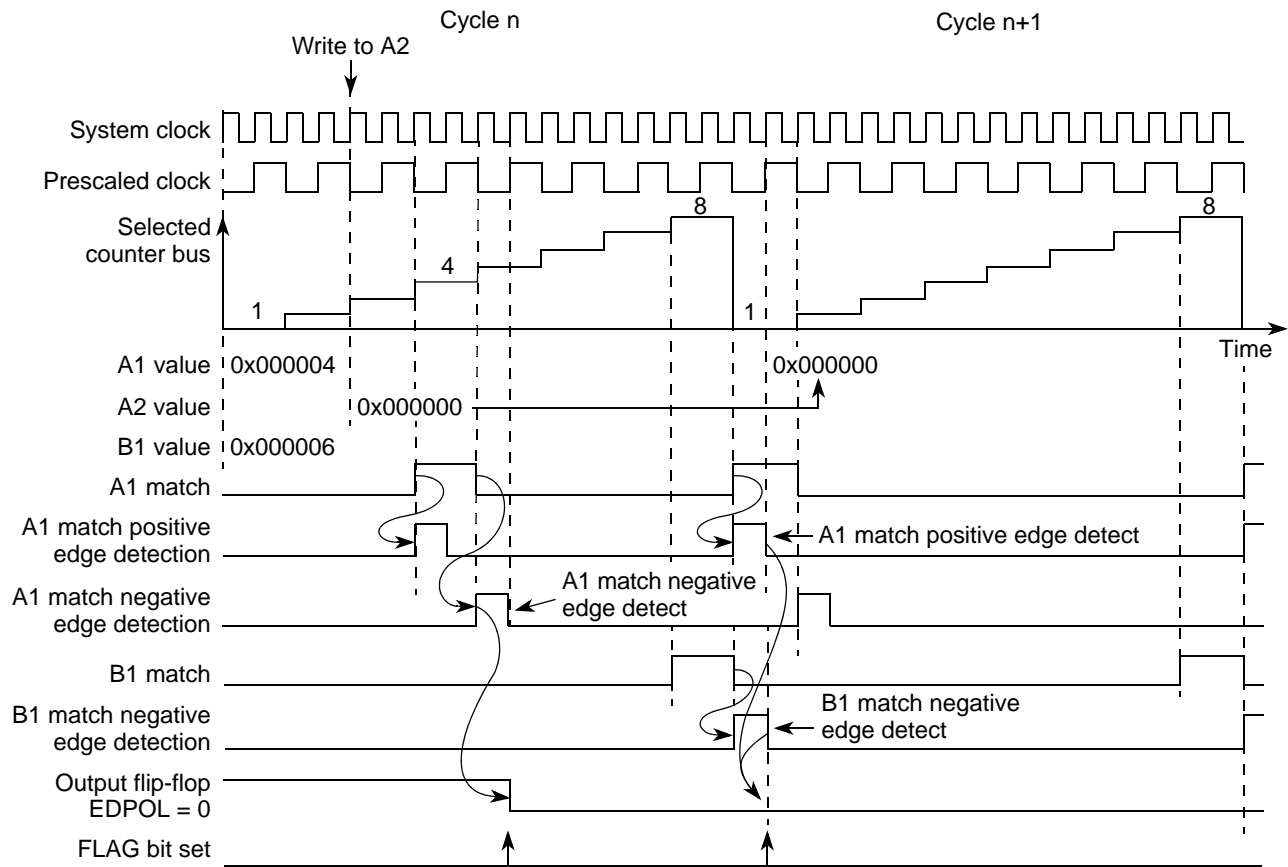 Cycle n
Cycle n+1
Write to A2
System clock
Prescaled clock
8
8
Selected
counter bus
4
1
1
Time
A1 value
0x000004
0x000000
A2 value
0x000000
B1 value
0x000006
A1 match
A1 match positive
edge detection
A1 match positive edge detect
A1 match negative
edge detection
A1 match negative
edge detect
B1 match
B1 match negative
edge detection
B1 match negative
edge detect
Output flip-flop
EDPOL = 0
FLAG bit set